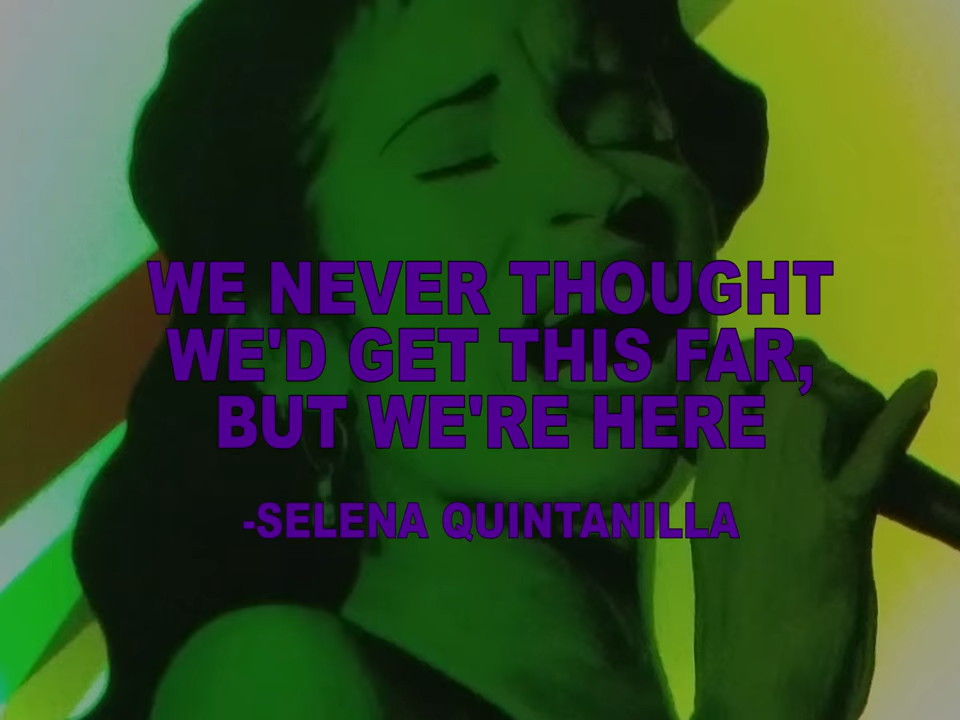 WE NEVER THOUGHT
WE'D GET THIS FAR,
BUT WE'RE HERE
-SELENA QUINTANILLA